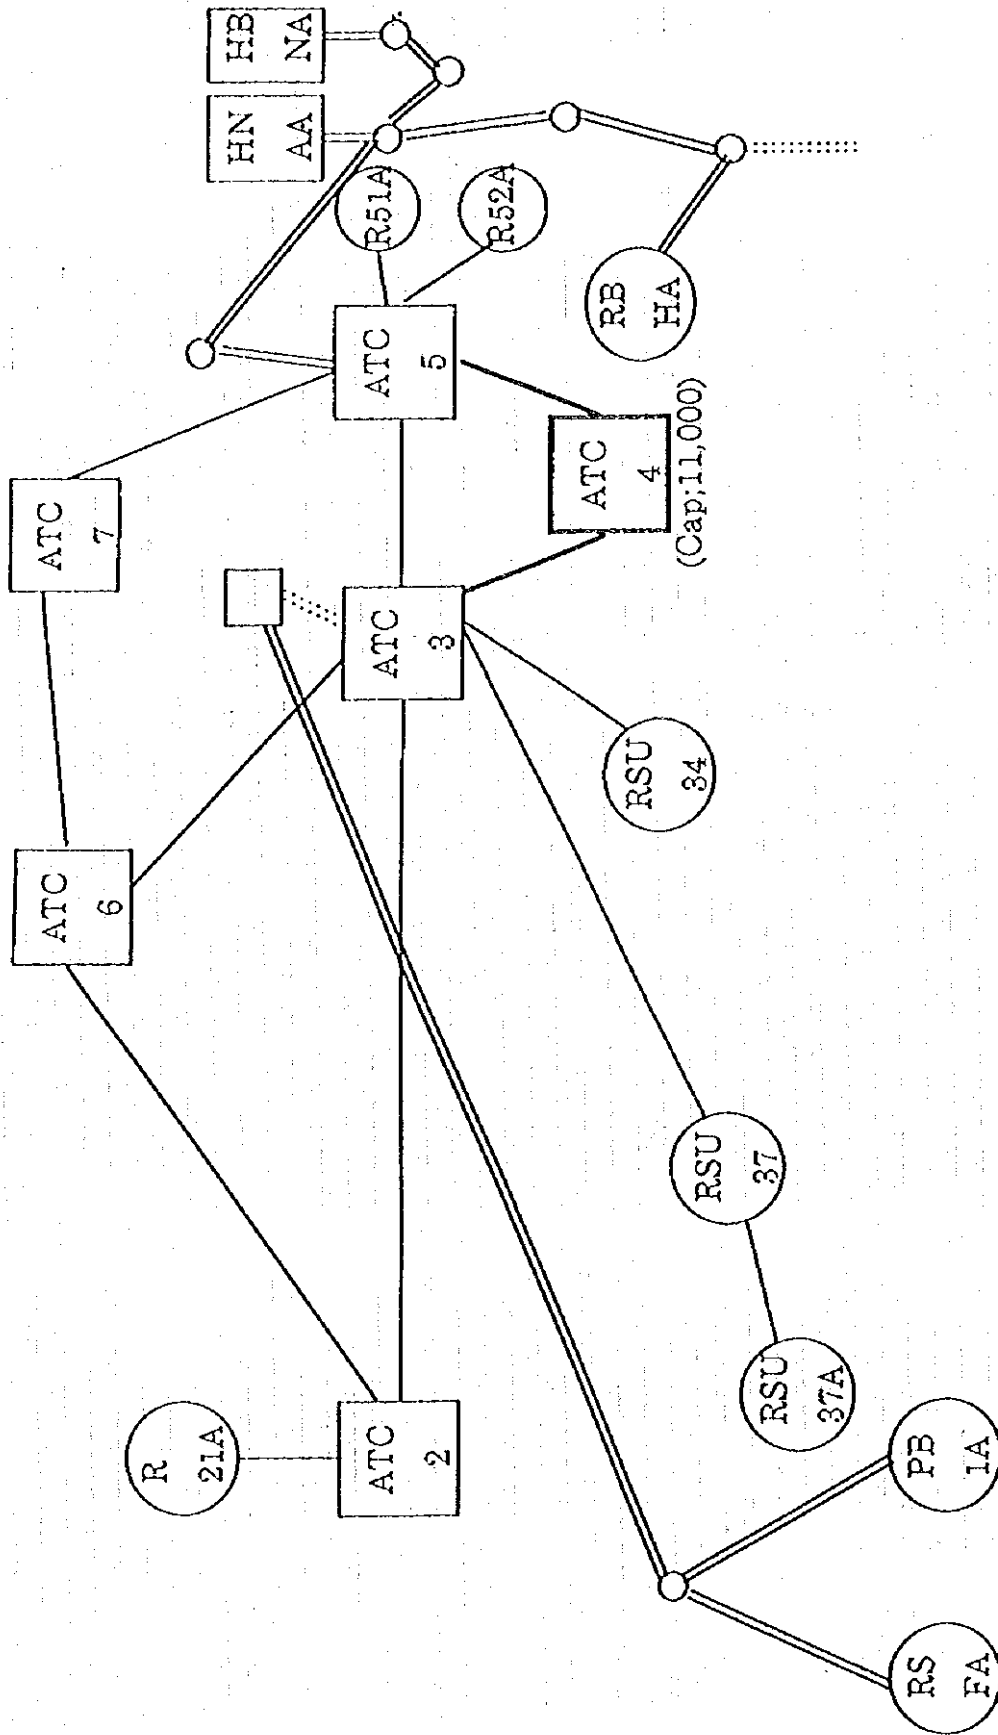 HB
NA
HN
AA
R51A
R52A
RB
HA
ATC
5
ATC
7
ATC
4
(Cap;11,000)
ATC
3
RSU
34
ATC
6
RSU
37
RSU
37A
R
21A
ATC
2
PB
1A
RS
FA